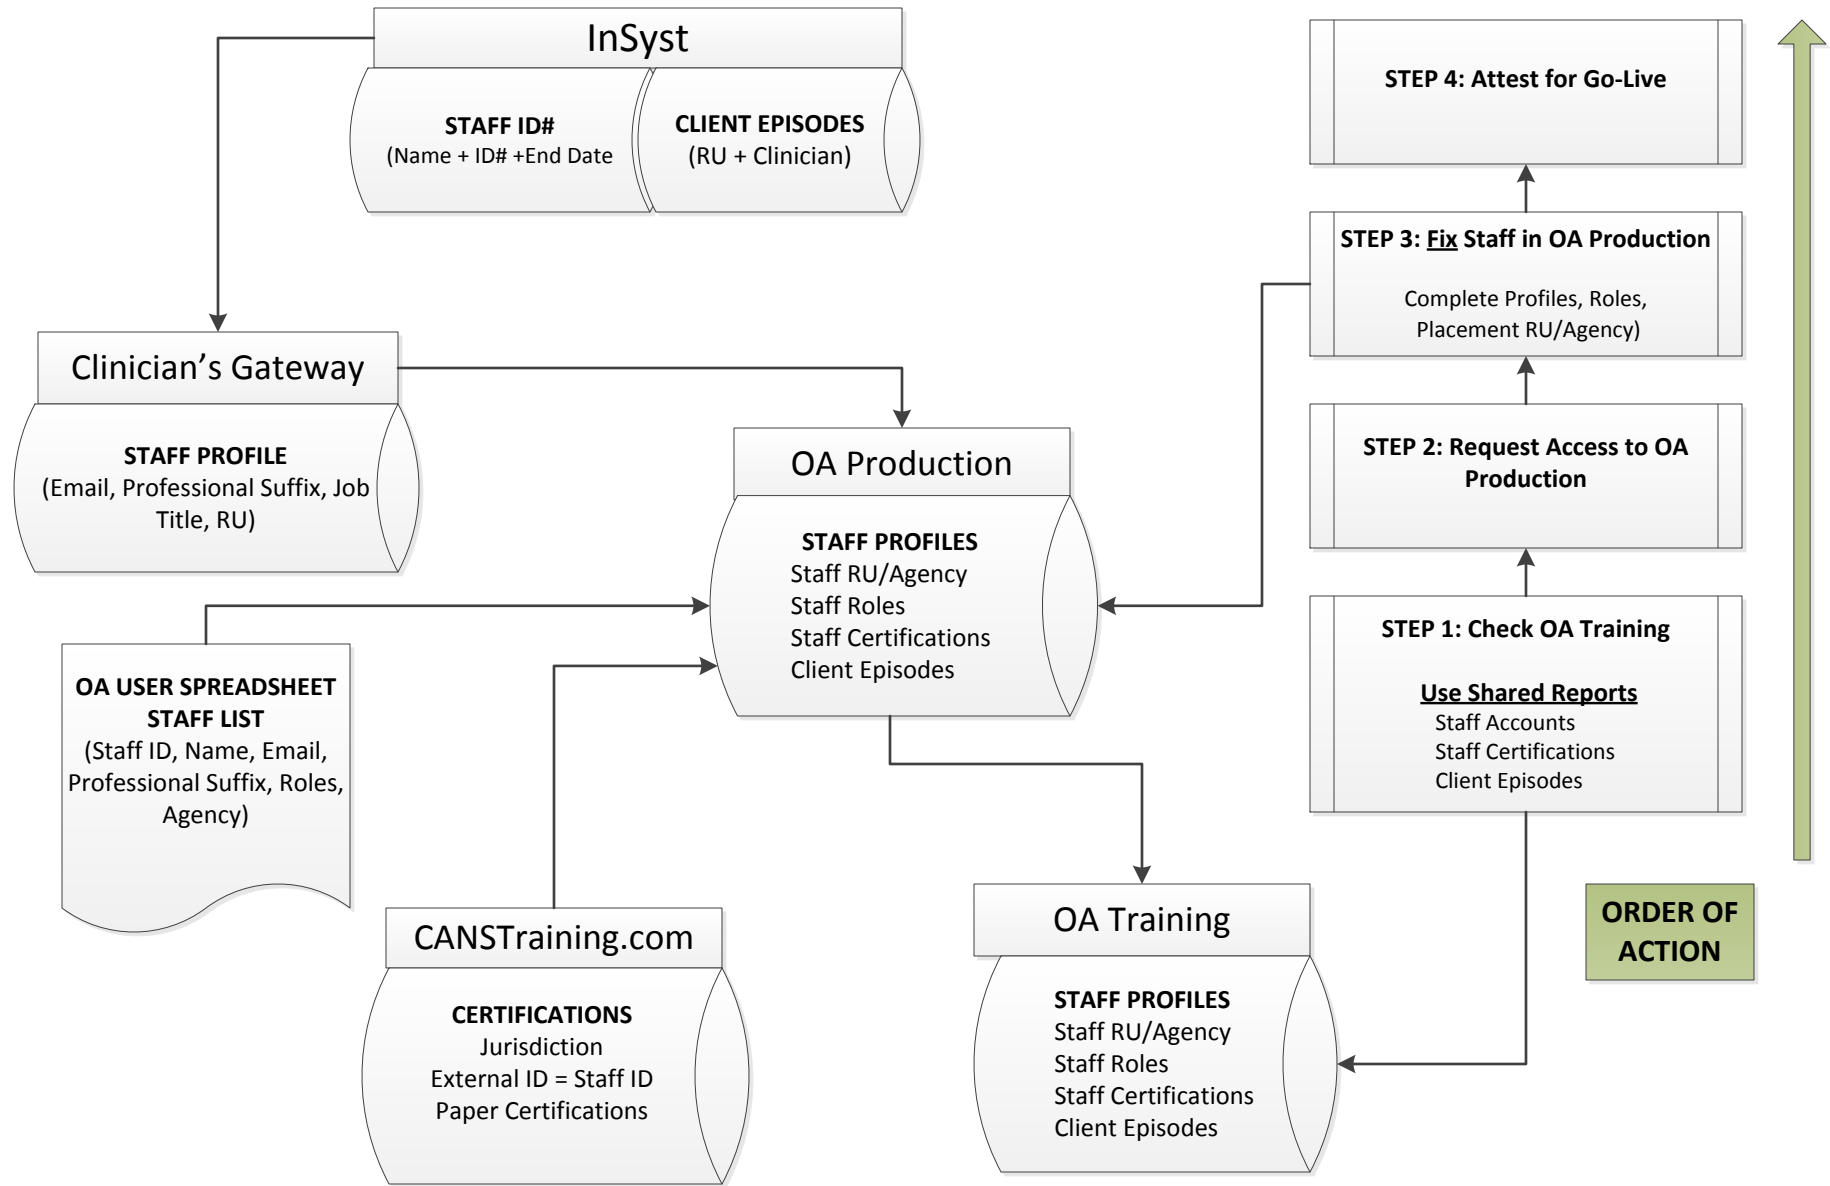 InSyst
STAFF ID#
(Name + ID# +End Date
CLIENT EPISODES
(RU + Clinician)
Clinician's Gateway
STAFF PROFILE
(Email, Professional Suffix, Job
Title, RU)
OA Production
STAFF PROFILES
Staff RU/Agency
Staff Roles
Staff Certifications
Client Episodes
OA USER SPREADSHEET
STAFF LIST
(Staff ID, Name, Email,
Professional Suffix, Roles,
Agency)
CANSTraining.com
CERTIFICATIONS
Jurisdiction
External ID = Staff ID
Paper Certifications
OA Training
STAFF PROFILES
Staff RU/Agency
Staff Roles
Staff Certifications
Client Episodes
STEP 4: Attest for Go-Live
STEP 3: Fix Staff in OA Production
Complete Profiles, Roles,
Placement RU/Agency)
STEP 2: Request Access to OA
Production
STEP 1: Check OA Training
Use Shared Reports
Staff Accounts
Staff Certifications
Client Episodes
ORDER OF
ACTION